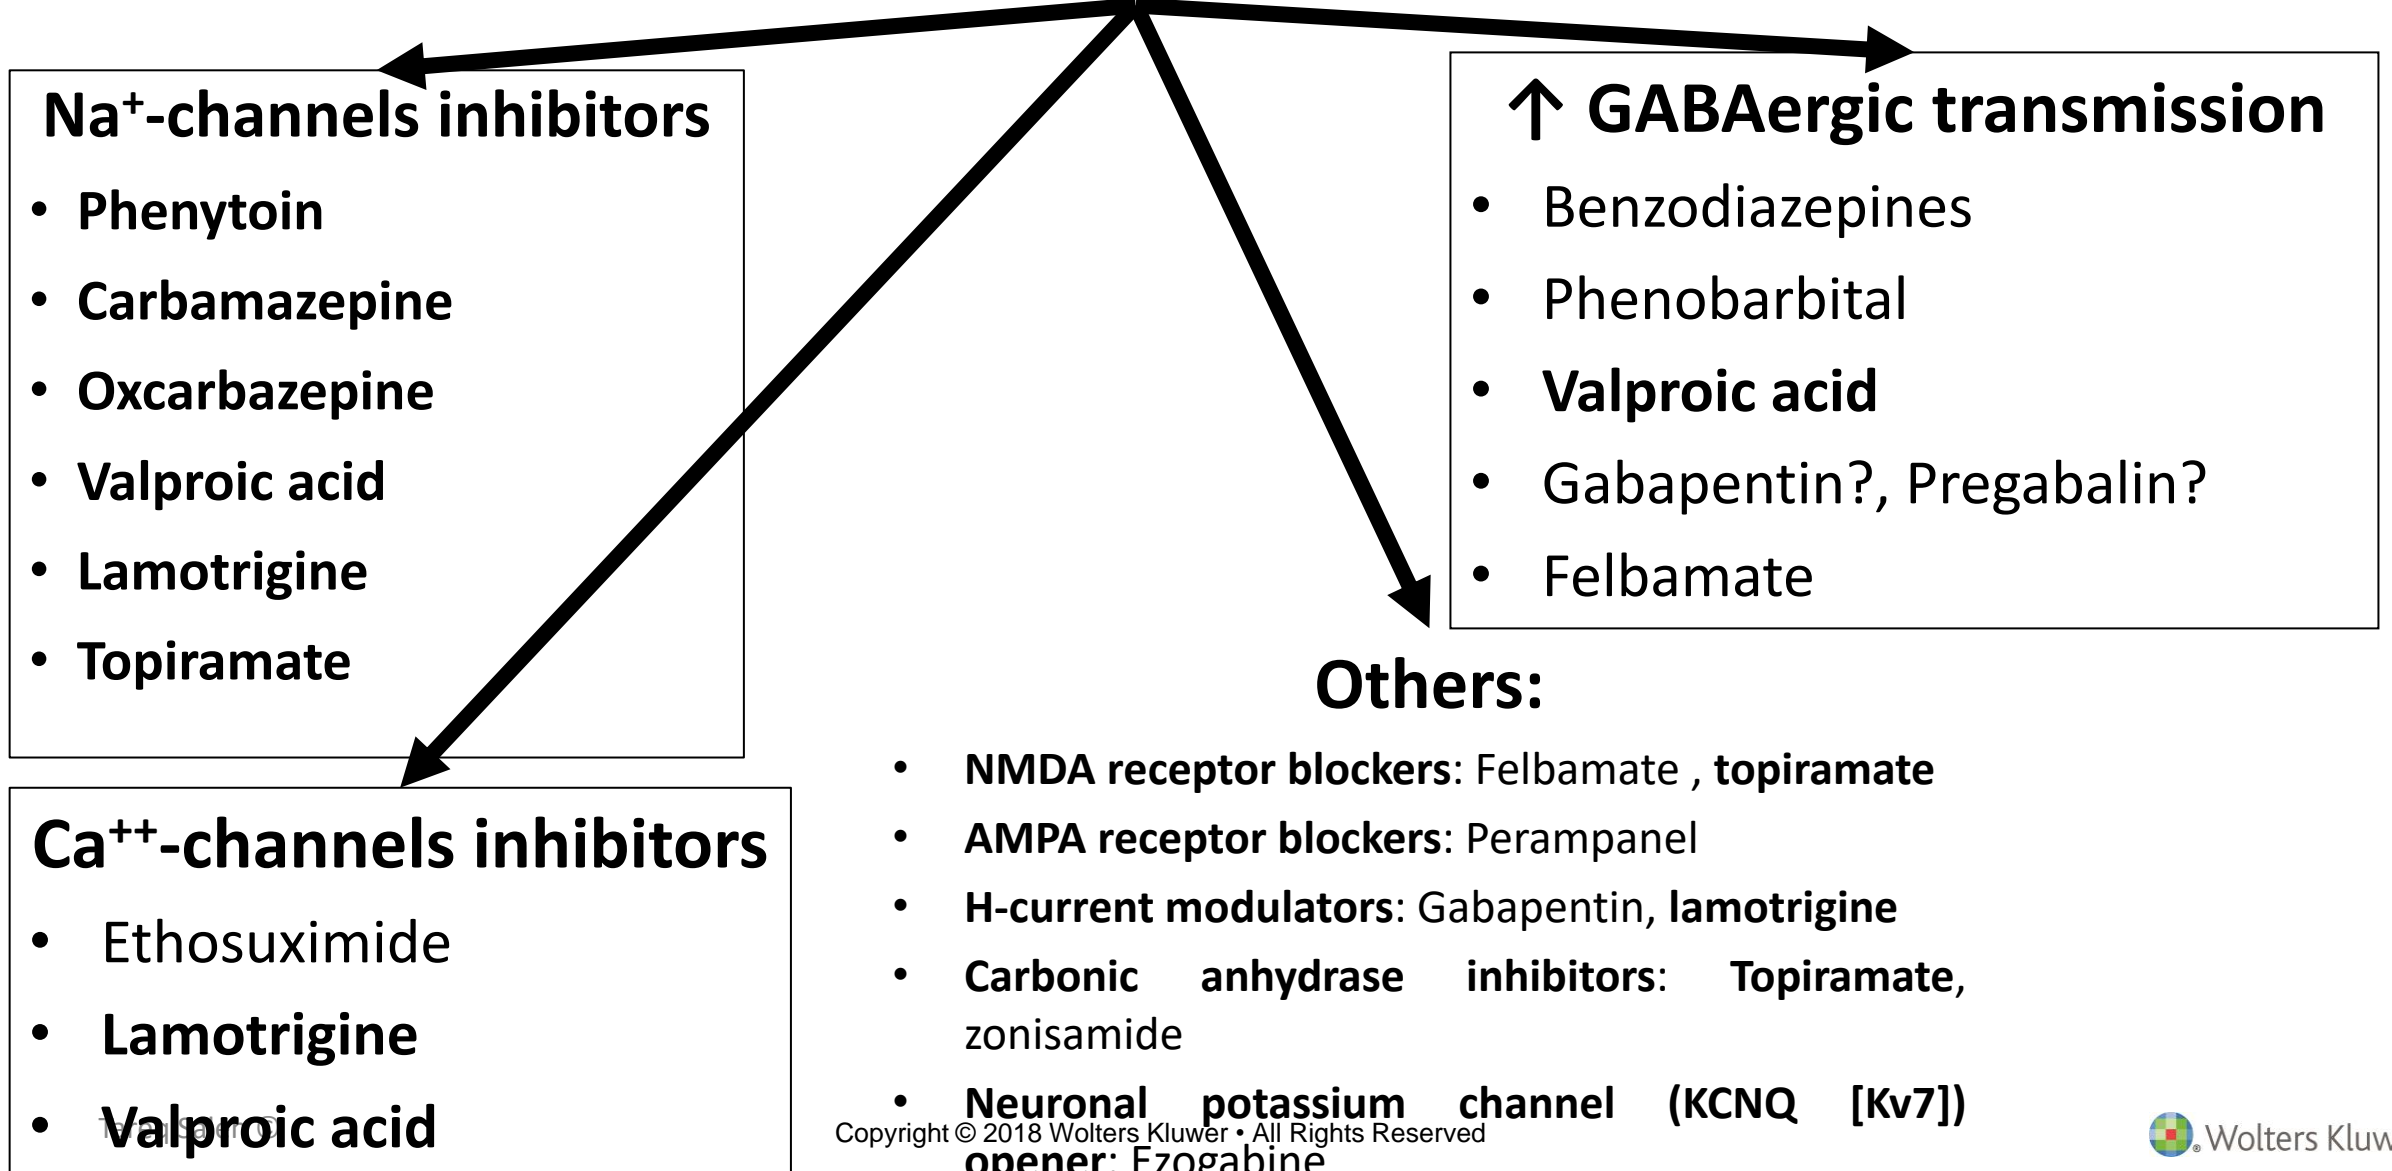 Na⁺-channels inhibitors
• Phenytoin
• Carbamazepine
• Oxcarbazepine
• Valproic acid
• Lamotrigine
• Topiramate
↑ GABAergic transmission
• Benzodiazepines
• Phenobarbital
• Valproic acid
• Gabapentin?, Pregabalin?
• Felbamate
Ca⁺⁺-channels inhibitors
• Ethosuximide
• Lamotrigine
• Valproic acid
Others:
• NMDA receptor blockers: Felbamate , topiramate
• AMPA receptor blockers: Perampanel
• H-current modulators: Gabapentin, lamotrigine
• Carbonic anhydrase inhibitors: Topiramate,
zonisamide
• Neuronal potassium channel (KCNQ [Kv7])
opener: Ezogabine
Copyright © 2018 Wolters Kluwer • All Rights Reserved
Wolters Kluw